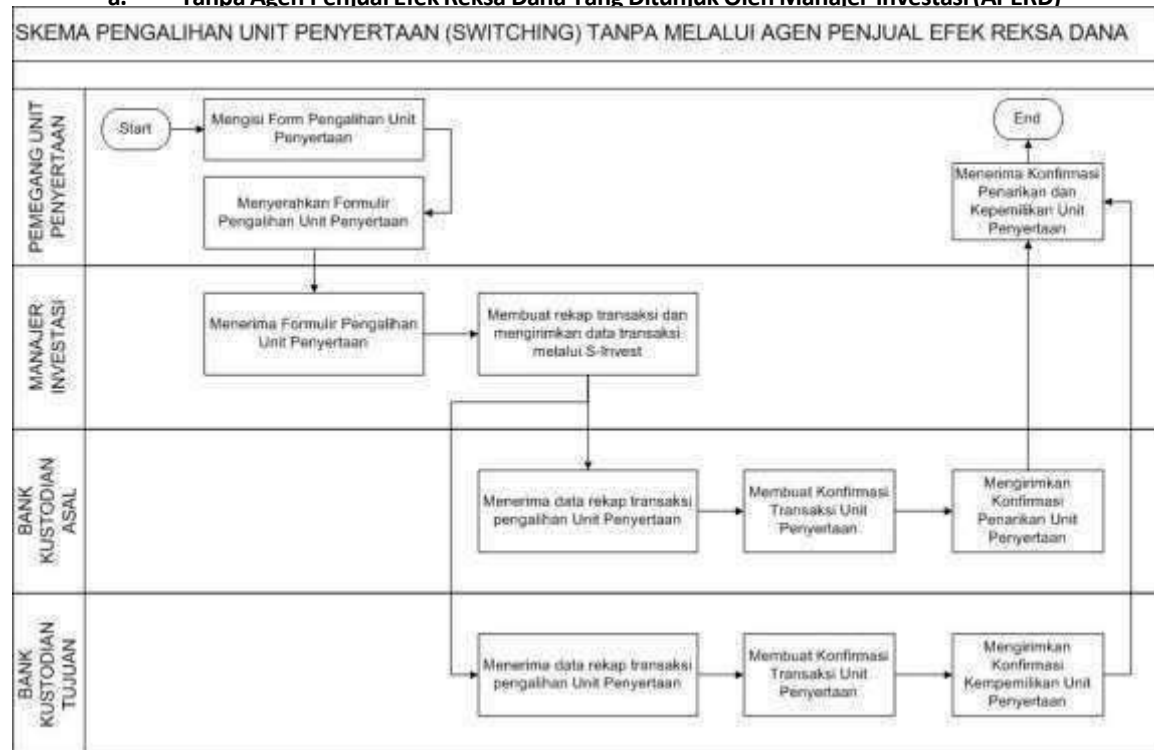 a. Tanpa Agen Penjual Efek Reksa Dana Yang Ditunjuk Oleh Manajer Investasi (APERD)
SKEMA PENGALIHAN UNIT PENYERTAAN (SWITCHING) TANPA MELALUI AGEN PENJUAL EFEK REKSA DANA
PEMEGANG UNIT
PENYERTAAN
Start
Mengisi Form Pengalihan Unit
Penyertaan
Menyerahkan Formulir
Pengalihan Unit Penyertaan
End
Menerima Konfirmasi
Penarikan dan
Kepemilikan Unit
Penyertaan
MANAJER
INVESTASI
Menerima Formulir Pengalihan
Unit Penyertaan
Membuat rekap transaksi dan
mengirimkan data transaksi
melalui S-Invest
BANK
KUSTODIAN
ASAL
Menerima data rekap transaksi
pengalihan Unit Penyertaan
Membuat Konfirmasi
Transaksi Unit
Penyertaan
Mengirimkan
Konfirmasi
Penarikan Unit
Penyertaan
BANK
KUSTODIAN
TUJUAN
Menerima data rekap transaksi
pengalihan Unit Penyertaan
Membuat Konfirmasi
Transaksi Unit
Penyertaan
Mengirimkan
Konfirmasi
Kempemilikan Unit
Penyertaan